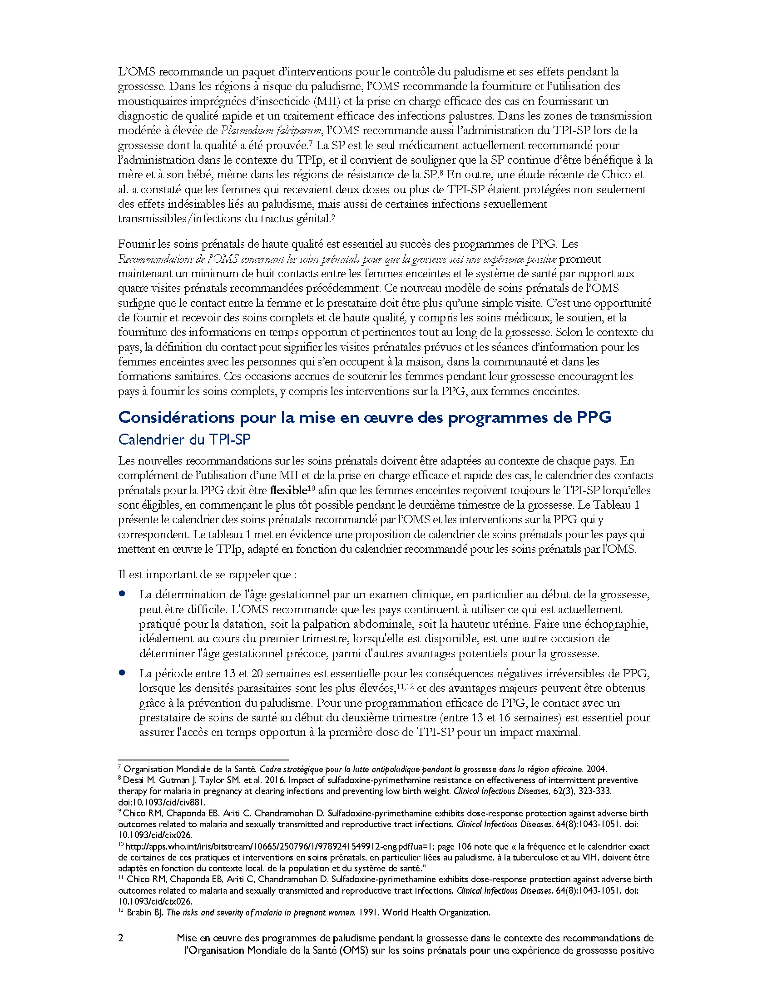 L’OMS recommande un paquet d’interventions pour le contrôle du paludisme et ses effets pendant la
grossesse. Dans les régions à risque du paludisme, l’OMS recommande la fourniture et l’utilisation des
moustiquaires imprégnées d’insecticide (MII) et la prise en charge efficace des cas en fournissant un
diagnostic de qualité rapide et un traitement efficace des infections palustres. Dans les zones de transmission
modérée à élevée de Plasmodium falciparum, l’OMS recommande aussi l’administration du TPI-SP lors de la
grossesse dont la qualité a été prouvée.7 La SP est le seul médicament actuellement recommandé pour
l’administration dans le contexte du TPIp, et il convient de souligner que la SP continue d’être bénéfique à la
mère et à son bébé, même dans les régions de résistance de la SP.8 En outre, une étude récente de Chico et
al. a constaté que les femmes qui recevaient deux doses ou plus de TPI-SP étaient protégées non seulement
des effets indésirables liés au paludisme, mais aussi de certaines infections sexuellement
transmissibles/infections du tractus génital.9
Fournir les soins prénatals de haute qualité est essentiel au succès des programmes de PPG. Les
Recommandations de l’OMS concernant les soins prénatals pour que la grossesse soit une expérience positive promeut
maintenant un minimum de huit contacts entre les femmes enceintes et le système de santé par rapport aux
quatre visites prénatals recommandées précédemment. Ce nouveau modèle de soins prénatals de l’OMS
surligne que le contact entre la femme et le prestataire doit être plus qu’une simple visite. C’est une opportunité
de fournir et recevoir des soins complets et de haute qualité, y compris les soins médicaux, le soutien, et la
fourniture des informations en temps opportun et pertinentes tout au long de la grossesse. Selon le contexte du
pays, la définition du contact peut signifier les visites prénatales prévues et les séances d’information pour les
femmes enceintes avec les personnes qui s’en occupent à la maison, dans la communauté et dans les
formations sanitaires. Ces occasions accrues de soutenir les femmes pendant leur grossesse encouragent les
pays à fournir les soins complets, y compris les interventions sur la PPG, aux femmes enceintes.
Considérations pour la mise en œuvre des programmes de PPG
Calendrier du TPI-SP
Les nouvelles recommandations sur les soins prénatals doivent être adaptées au contexte de chaque pays. En
complément de l’utilisation d’une MII et de la prise en charge efficace et rapide des cas, le calendrier des contacts
prénatals pour la PPG doit être flexible10 afin que les femmes enceintes reçoivent toujours le TPI-SP lorqu’elles
sont éligibles, en commençant le plus tôt possible pendant le deuxième trimestre de la grossesse. Le Tableau 1
présente le calendrier des soins prénatals recommandé par l’OMS et les interventions sur la PPG qui y
correspondent. Le tableau 1 met en évidence une proposition de calendrier de soins prénatals pour les pays qui
mettent en œuvre le TPIp, adapté en fonction du calendrier recommandé pour les soins prénatals par l'OMS.
Il est important de se rappeler que :
● La détermination de l'âge gestationnel par un examen clinique, en particulier au début de la grossesse,
peut être difficile. L'OMS recommande que les pays continuent à utiliser ce qui est actuellement
pratiqué pour la datation, soit la palpation abdominale, soit la hauteur utérine. Faire une échographie,
idéalement au cours du premier trimestre, lorsqu'elle est disponible, est une autre occasion de
déterminer l'âge gestationnel précoce, parmi d'autres avantages potentiels pour la grossesse.
● La période entre 13 et 20 semaines est essentielle pour les conséquences négatives irréversibles de PPG,
lorsque les densités parasitaires sont les plus élevées,11,12 et des avantages majeurs peuvent être obtenus
grâce à la prévention du paludisme. Pour une programmation efficace de PPG, le contact avec un
prestataire de soins de santé au début du deuxième trimestre (entre 13 et 16 semaines) est essentiel pour
assurer l'accès en temps opportun à la première dose de TPI-SP pour un impact maximal.
7 Organisation Mondiale de la Santé. Cadre stratégique pour la lutte antipaludique pendant la grossesse dans la région africaine. 2004.
8 Desai M, Gutman J, Taylor SM, et al. 2016. Impact of sulfadoxine-pyrimethamine resistance on effectiveness of intermittent preventive
therapy for malaria in pregnancy at clearing infections and preventing low birth weight. Clinical Infectious Diseases, 62(3), 323-333.
doi:10.1093/cid/civ881.
9 Chico RM, Chaponda EB, Ariti C, Chandramohan D. Sulfadoxine-pyrimethamine exhibits dose-response protection against adverse birth
outcomes related to malaria and sexually transmitted and reproductive tract infections. Clinical Infectious Diseases. 64(8):1043-1051. doi:
10.1093/cid/cix026.
10 http://apps.who.int/iris/bitstream/10665/250796/1/9789241549912-eng.pdf?ua=1; page 106 note que « la fréquence et le calendrier exact
de certaines de ces pratiques et interventions en soins prénatals, en particulier liées au paludisme, à la tuberculose et au VIH, doivent être
adaptés en fonction du contexte local, de la population et du système de santé.”
11 Chico RM, Chaponda EB, Ariti C, Chandramohan D. Sulfadoxine-pyrimethamine exhibits dose-response protection against adverse birth
outcomes related to malaria and sexually transmitted and reproductive tract infections. Clinical Infectious Diseases. 64(8):1043-1051. doi:
10.1093/cid/cix026.
12 Brabin BJ. The risks and severity of malaria in pregnant women. 1991. World Health Organization.
2 Mise en œuvre des programmes de paludisme pendant la grossesse dans le contexte des recommandations de
l’Organisation Mondiale de la Santé (OMS) sur les soins prénatals pour une expérience de grossesse positive